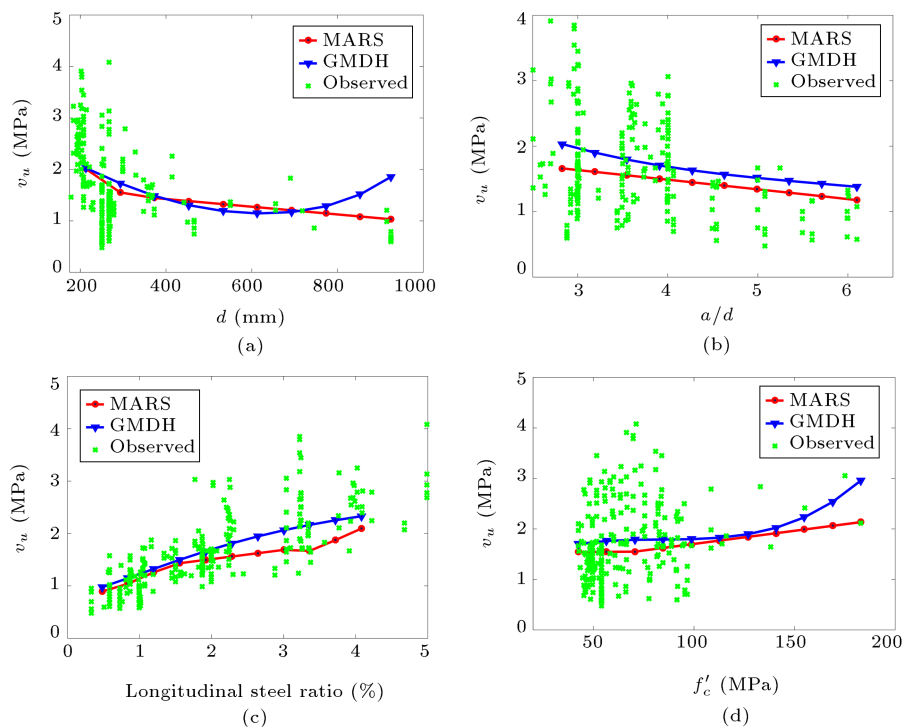 5
4
3
2
1
0
v_u (MPa)
MARS
GMDH
Observed
200 400 600 800 1000
d (mm)
(a)
4
3
2
1
0
v_u (MPa)
MARS
GMDH
Observed
3 4 5 6
a/d
(b)
5
4
3
2
1
0
v_u (MPa)
MARS
GMDH
Observed
0 1 2 3 4 5
Longitudinal steel ratio (%)
(c)
5
4
3
2
1
0
v_u (MPa)
MARS
GMDH
Observed
50 100 150 200
f'_c (MPa)
(d)